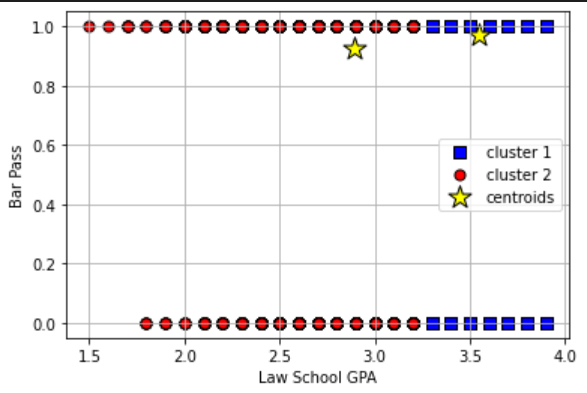 1.0
0.8
0.6
0.4
0.2
0.0
Bar Pass
cluster 1
cluster 2
centroids
1.5 2.0 2.5 3.0 3.5 4.0
Law School GPA